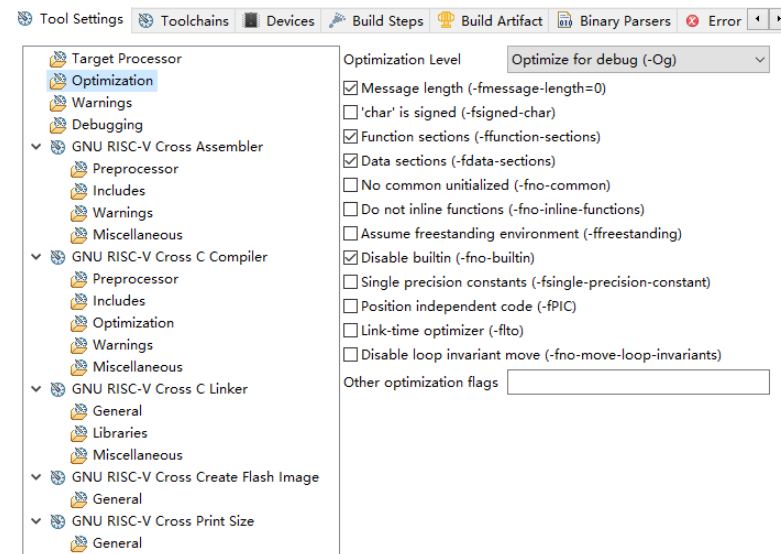 Tool Settings Toolchains Devices Build Steps Build Artifact Binary Parsers Error
Target Processor
Optimization
Warnings
Debugging
GNU RISC-V Cross Assembler
Preprocessor
Includes
Warnings
Miscellaneous
GNU RISC-V Cross C Compiler
Preprocessor
Includes
Optimization
Warnings
Miscellaneous
GNU RISC-V Cross C Linker
General
Libraries
Miscellaneous
GNU RISC-V Cross Create Flash Image
General
GNU RISC-V Cross Print Size
General
Optimization Level Optimize for debug (-Og)
Message length (-fmessage-length=0)
'char' is signed (-fsigned-char)
Function sections (-ffunction-sections)
Data sections (-fdata-sections)
No common unitialized (-fno-common)
Do not inline functions (-fno-inline-functions)
Assume freestanding environment (-ffreestanding)
Disable builtin (-fno-builtin)
Single precision constants (-fsingle-precision-constant)
Position independent code (-fPIC)
Link-time optimizer (-flto)
Disable loop invariant move (-fno-move-loop-invariants)
Other optimization flags